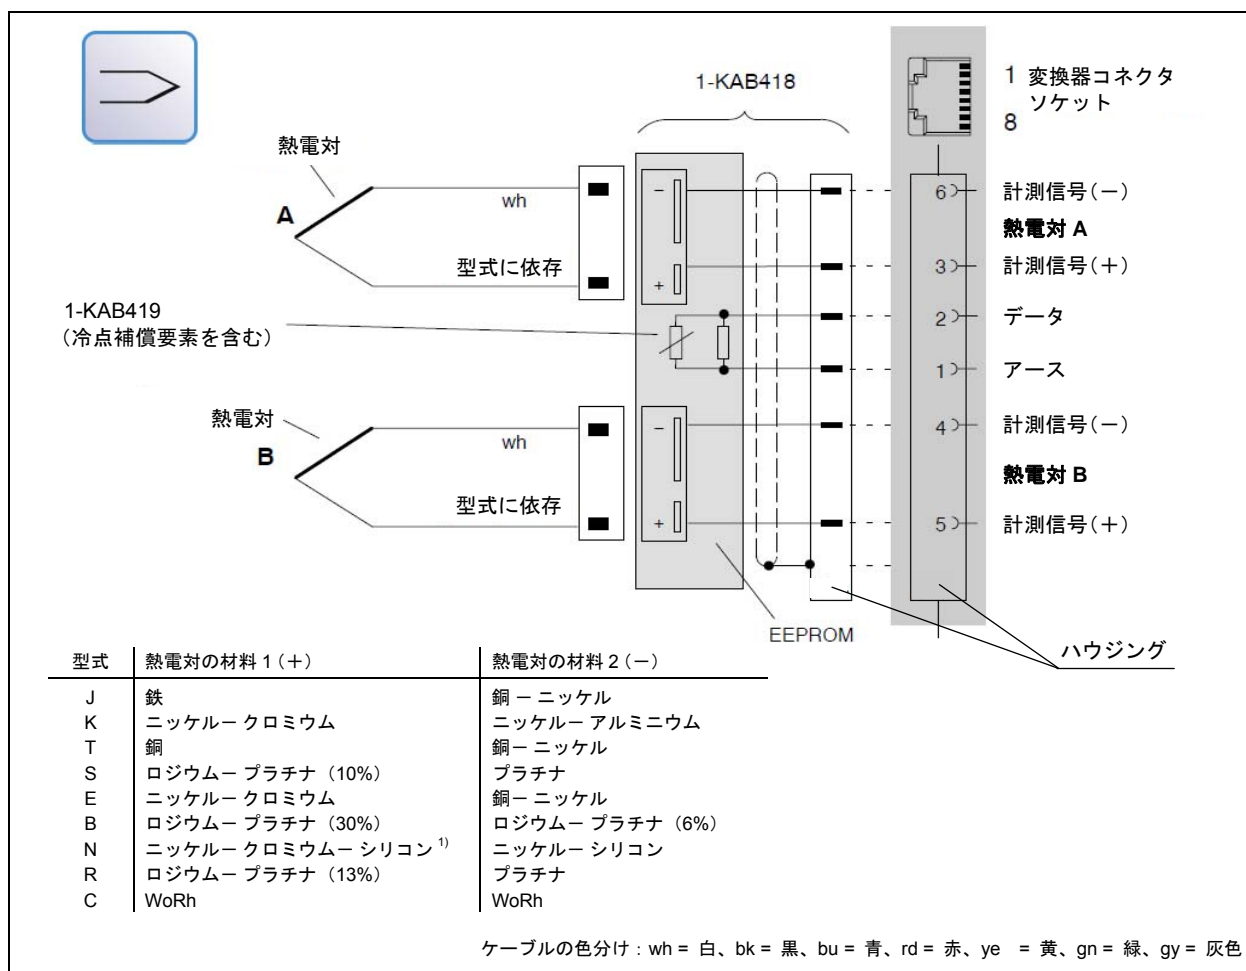 1-KAB418
1 変換器コネクタ
ソケット
8
熱電対
A
wh
型式に依存
－
+
6
計測信号(－)
熱電対 A
3
計測信号(＋)
1-KAB419
(冷点補償要素を含む)
2
データ
1
アース
熱電対
B
wh
型式に依存
－
+
4
計測信号(－)
熱電対 B
5
計測信号(＋)
EEPROM
ハウジング
型式 熱電対の材料 1(＋) 熱電対の材料 2(－)
J 鉄 銅 － ニッケル
K ニッケル－ クロミウム ニッケル－ アルミニウム
T 銅 銅－ ニッケル
S ロジウム－ プラチナ (10%) プラチナ
E ニッケル－ クロミウム 銅－ ニッケル
B ロジウム－ プラチナ (30%) ロジウム－ プラチナ (6%)
N ニッケル－ クロミウム－ シリコン 1) ニッケル－ シリコン
R ロジウム－ プラチナ (13%) プラチナ
C WoRh WoRh
ケーブルの色分け：wh = 白、bk = 黒、bu = 青、rd = 赤、ye = 黄、gn = 緑、gy = 灰色